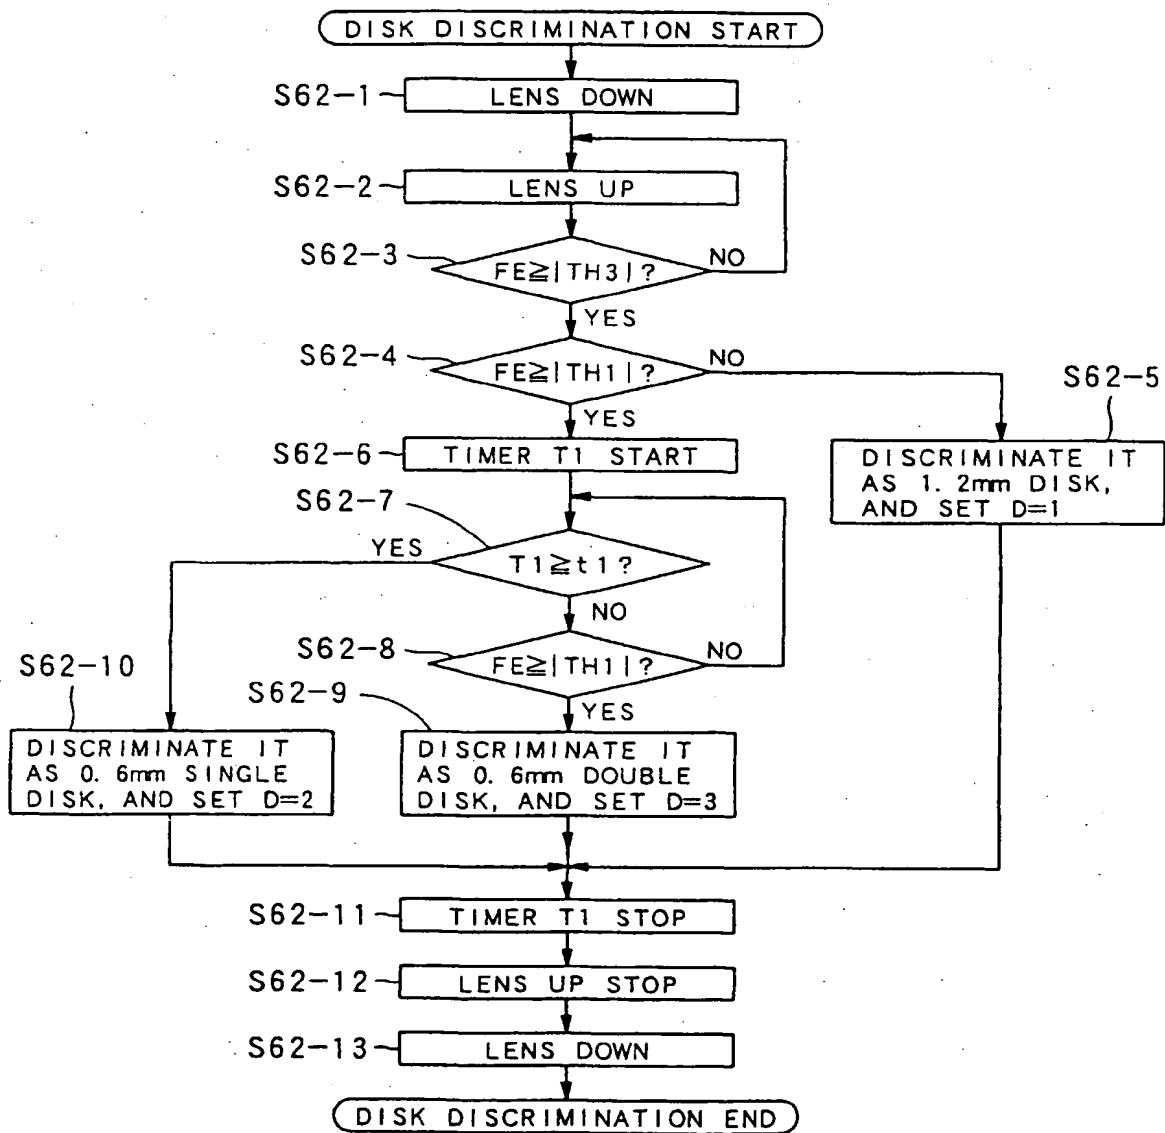 DISK DISCRIMINATION START
S62-1
LENS DOWN
S62-2
LENS UP
S62-3
FE≧|TH3|?
NO
YES
S62-4
FE≧|TH1|?
NO
YES
S62-5
DISCRIMINATE IT
AS 1. 2mm DISK,
AND SET D=1
S62-6
TIMER T1 START
S62-7
T1≧t1?
YES
NO
S62-8
FE≧|TH1|?
NO
YES
S62-10
DISCRIMINATE IT
AS 0. 6mm SINGLE
DISK, AND SET D=2
S62-9
DISCRIMINATE IT
AS 0. 6mm DOUBLE
DISK, AND SET D=3
S62-11
TIMER T1 STOP
S62-12
LENS UP STOP
S62-13
LENS DOWN
DISK DISCRIMINATION END